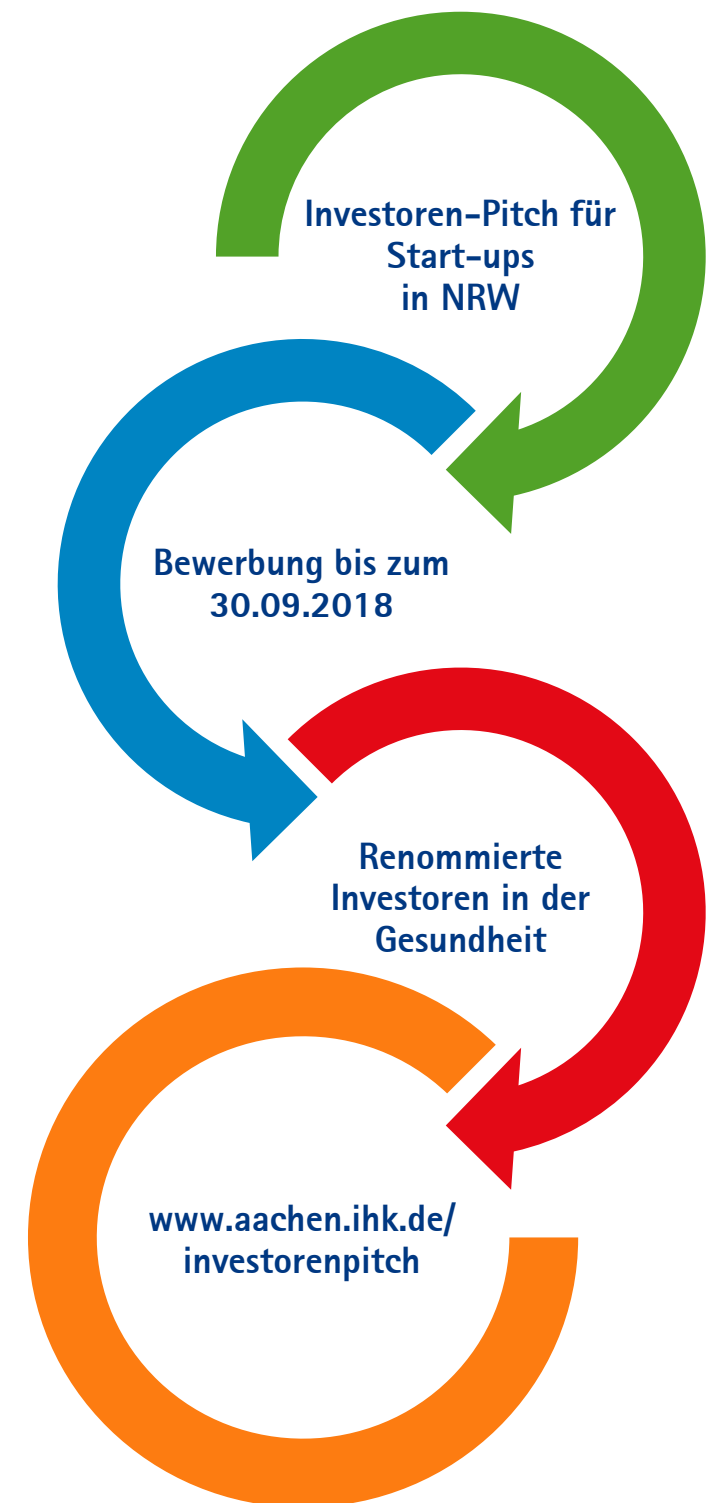 Investoren-Pitch für
Start-ups
in NRW
Bewerbung bis zum
30.09.2018
Renommierte
Investoren in der
Gesundheit
www.aachen.ihk.de/
investorenpitch